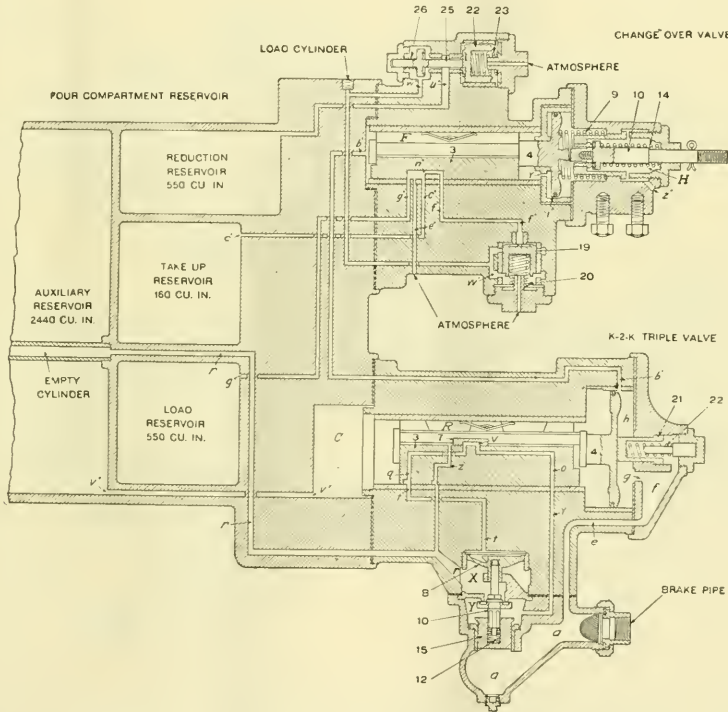 26
25
22
23
LOAD CYLINDER
CHANGE OVER VALVE
ATMOSPHERE
FOUR COMPARTMENT RESERVOIR
9
10
14
REDUCTION
RESERVOIR
550 CU. IN
b'
F
3
4
H
z'
n'
g'
c'
f'
e'
c'
19
20
W
TAKE UP
RESERVOIR
160 CU. IN.
AUXILIARY
RESERVOIR
2440 CU. IN.
ATMOSPHERE
K-2-K TRIPLE VALVE
EMPTY
CYLINDER
r
g'
b'
LOAD
RESERVOIR
550 CU. IN
C
R
3
7
v
z
q
t
o
Y
h
4
21
22
g
f
e
v'
v'
r
t
8
X
Y
10
15
12
a
a
BRAKE PIPE